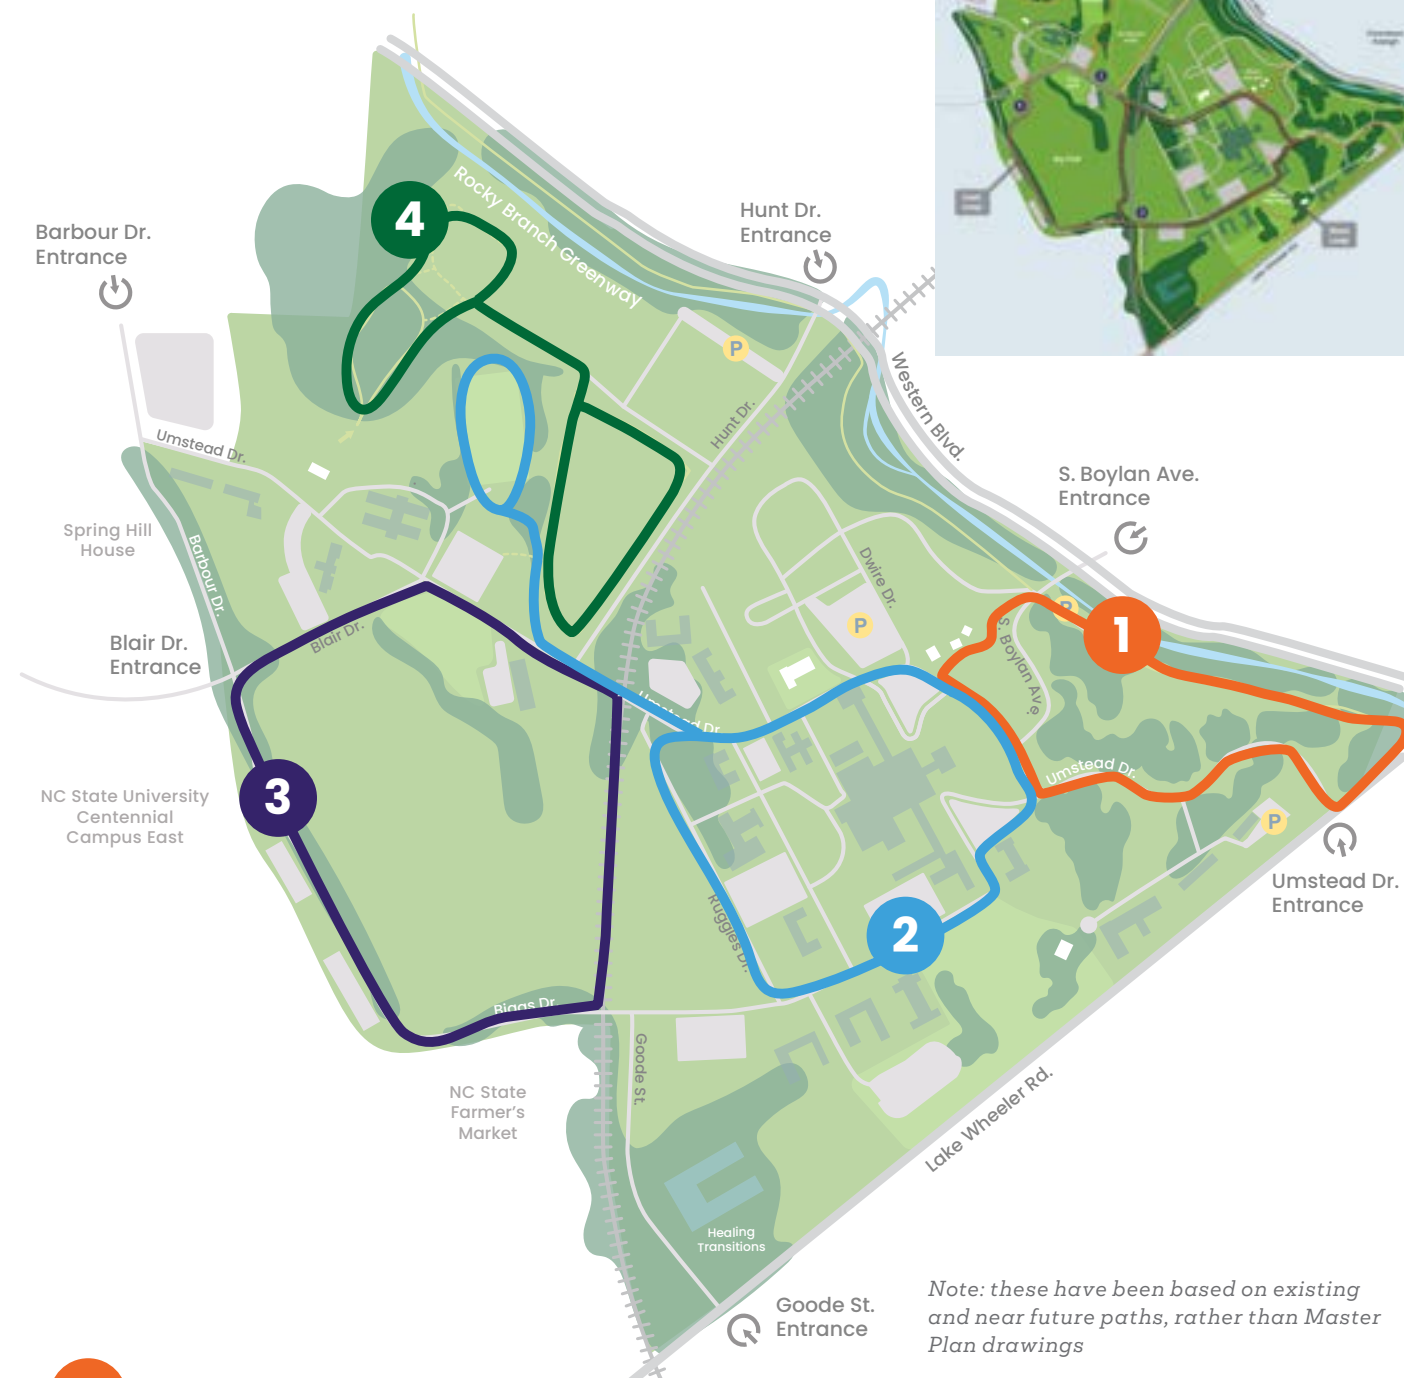 Barbour Dr.
Entrance
4
Rocky Branch Greenway
Hunt Dr.
Entrance
P
Western Blvd.
Hunt Dr.
Umstead Dr.
S. Boylan Ave.
Entrance
Spring Hill
House
Barbour Dr.
Dwire Dr.
P
P
1
S. Boylan Ave.
Blair Dr.
Entrance
Blair Dr.
Umstead Dr.
Umstead Dr.
3
NC State University
Centennial
Campus East
P
Umstead Dr.
Entrance
Ruggles Dr.
2
Biggs Dr.
Goode St.
NC State
Farmer's
Market
Lake Wheeler Rd.
Healing
Transitions
Goode St.
Entrance
Note: these have been based on existing
and near future paths, rather than Master
Plan drawings